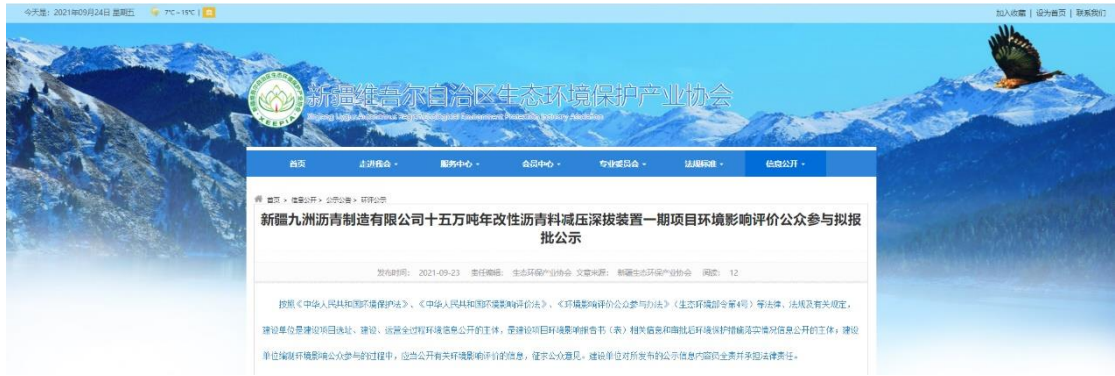 今天是：2021年09月24日 星期五 7℃~15℃ |
加入收藏 | 设为首页 | 联系我们
新疆维吾尔自治区生态环境保护产业协会
首页 走进我会 服务中心 会员中心 专业委员会 法规标准 信息公开
首页 > 信息公开 > 公示公告 > 环评公示
新疆九洲沥青制造有限公司十五万吨年改性沥青料减压深拔装置一期项目环境影响评价公众参与拟报
批公示
发布时间： 2021-09-23 责任编辑： 生态环保产业协会 文章来源： 新疆生态环保产业协会 阅读： 12
按照《中华人民共和国环境保护法》、《中华人民共和国环境影响评价法》、《环境影响评价公众参与办法》（生态环境部令第4号）等法律、法规及有关规定，
建设单位是建设项目选址、建设、运营全过程环境信息公开的主体，是建设项目环境影响报告书（表）相关信息和审批后环境保护措施落实情况信息公开的主体；建设
单位编制环境影响公众参与的过程中，应当公开有关环境影响评价的信息，征求公众意见。建设单位对所发布的公示信息内容负全责并承担法律责任。